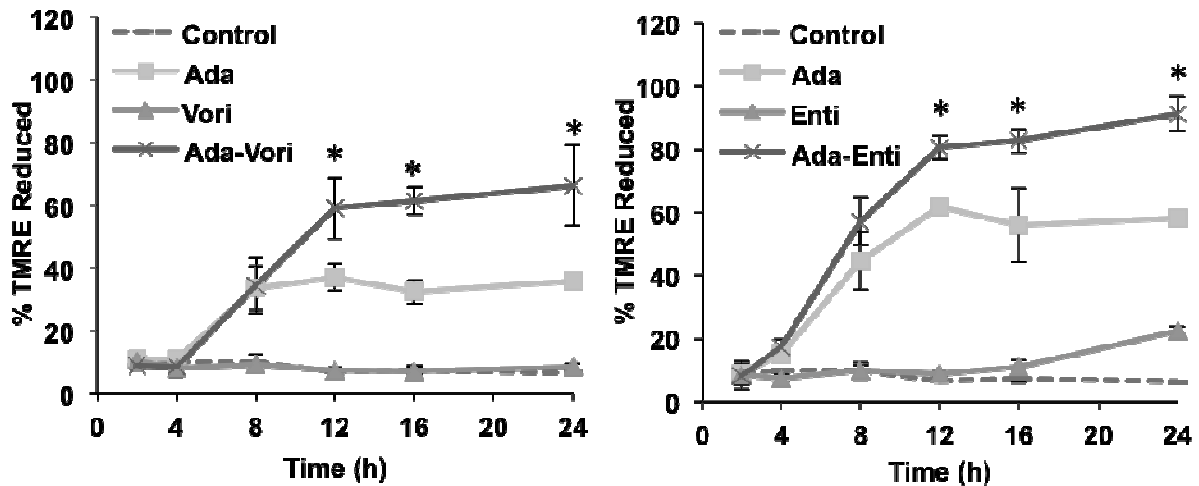 % TMRE Reduced
120
100
80
60
40
20
0
Control
Ada
Vori
Ada-Vori
*
*
*
0 4 8 12 16 20 24
Time (h)
% TMRE Reduced
120
100
80
60
40
20
0
Control
Ada
Enti
Ada-Enti
*
*
*
0 4 8 12 16 20 24
Time (h)